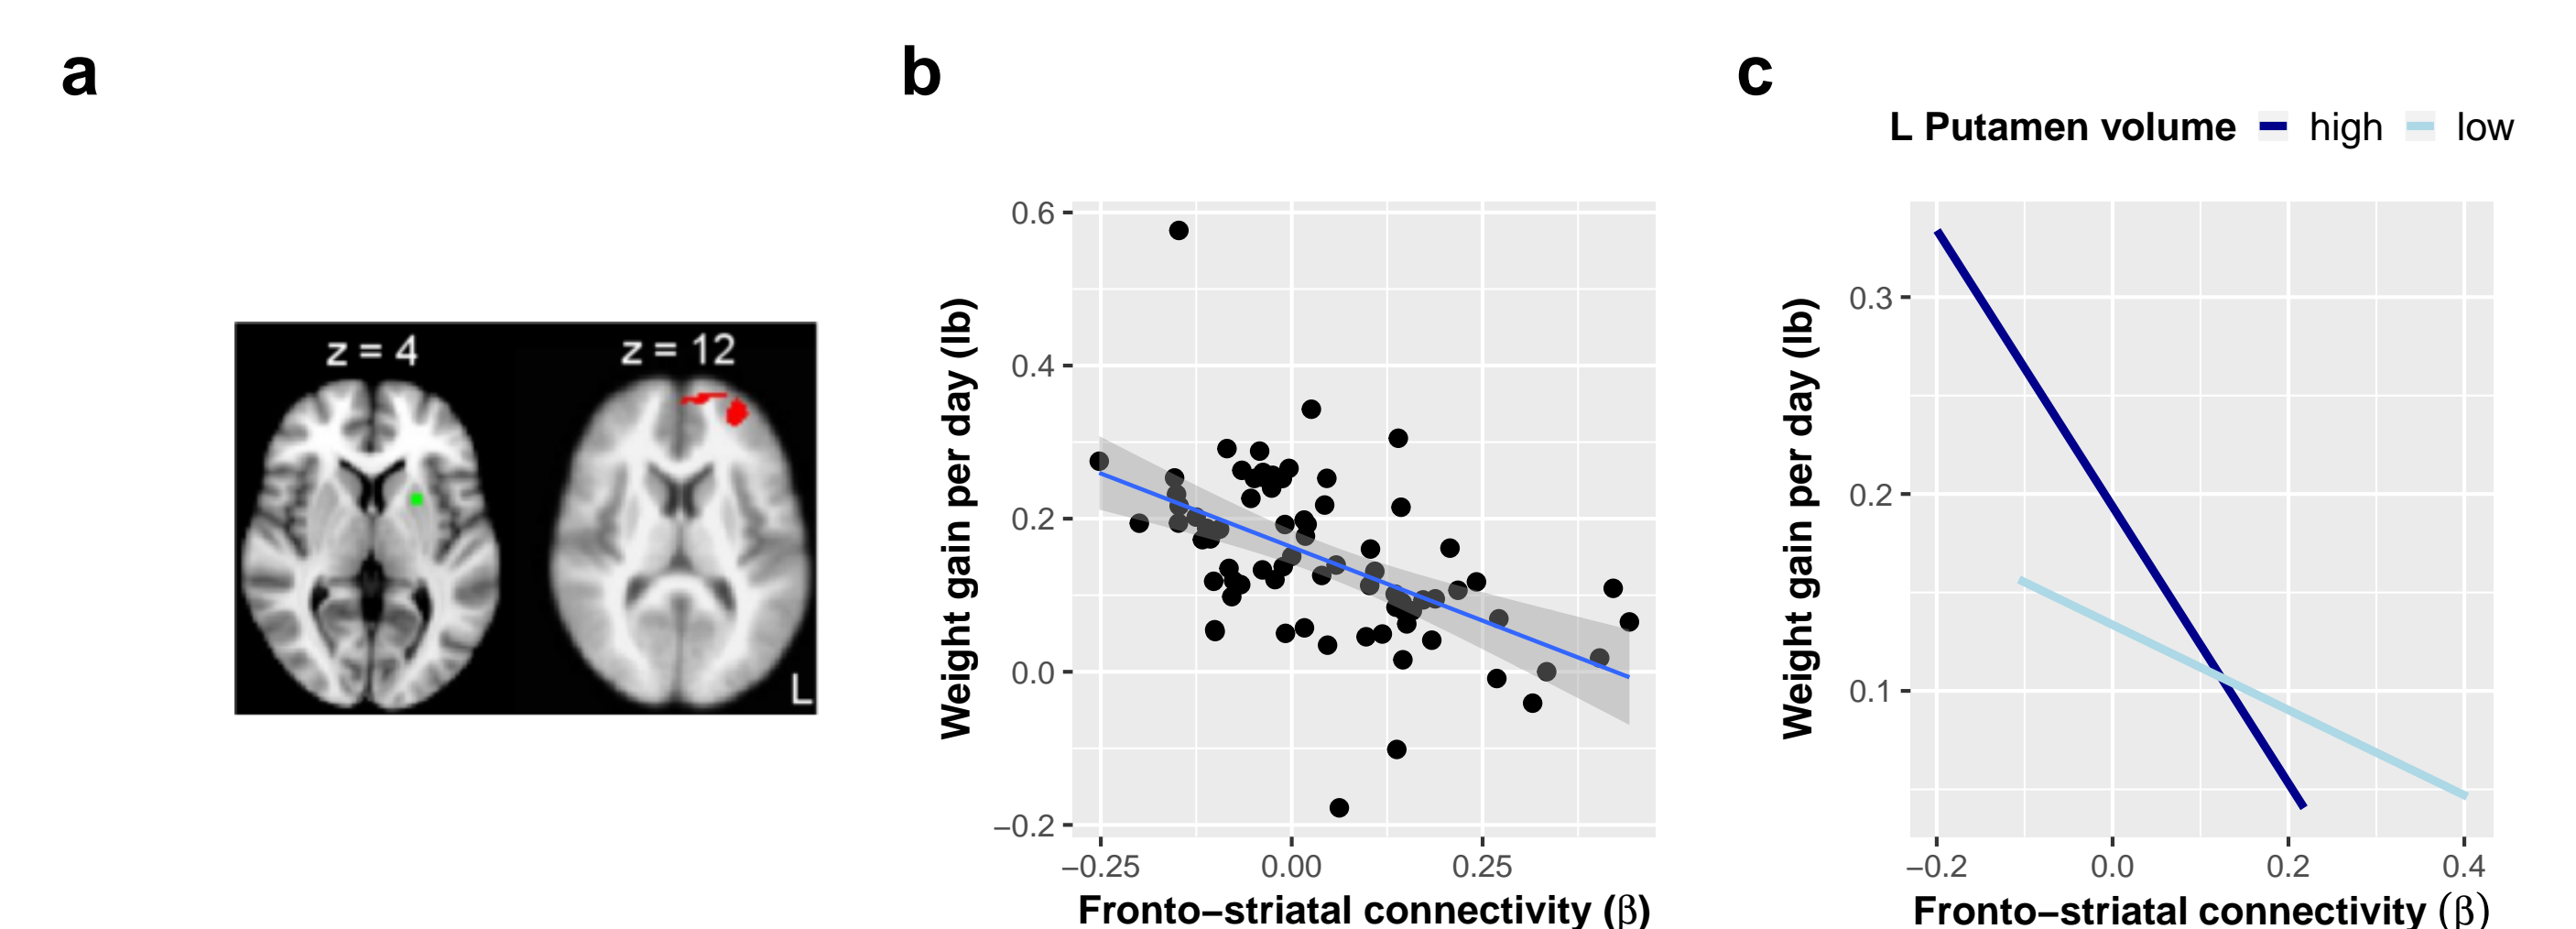 a
z = 4
z = 12
L
b
Weight gain per day (lb)
0.6
0.4
0.2
0.0
−0.2
−0.25
0.00
0.25
Fronto−striatal connectivity (β)
c
L Putamen volume high low
Weight gain per day (lb)
0.3
0.2
0.1
−0.2
0.0
0.2
0.4
Fronto−striatal connectivity (β)